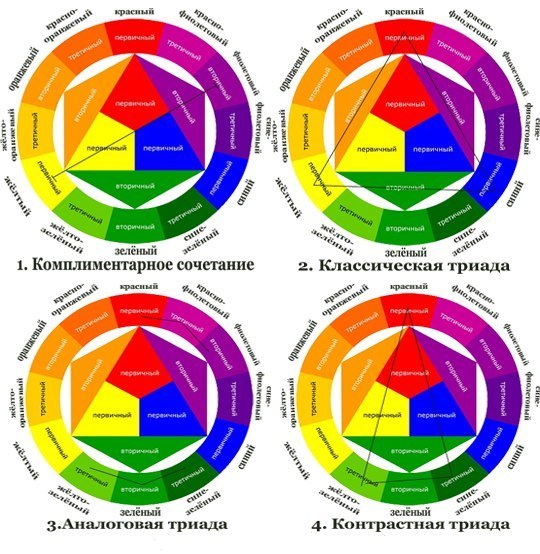 красный
красно-
фиолетовый
фиолетовый
сине-
фиолетовый
синий
сине-
зелёный
зелёный
жёлто-
зелёный
жёлтый
жёлто-
оранжевый
оранжевый
красно-
оранжевый
первичный
третичный
вторичный
третичный
первичный
третичный
вторичный
третичный
первичный
третичный
вторичный
третичный
вторичный
первичный
вторичный
первичный
первичный
вторичный
1. Комплиментарное сочетание
красный
красно-
фиолетовый
фиолетовый
сине-
фиолетовый
синий
сине-
зелёный
зелёный
жёлто-
зелёный
жёлтый
жёлто-
оранжевый
оранжевый
красно-
оранжевый
первичный
третичный
вторичный
третичный
первичный
третичный
вторичный
третичный
первичный
третичный
вторичный
третичный
вторичный
первичный
вторичный
первичный
первичный
вторичный
2. Классическая триада
красный
красно-
фиолетовый
фиолетовый
сине-
фиолетовый
синий
сине-
зелёный
зелёный
жёлто-
зелёный
жёлтый
жёлто-
оранжевый
оранжевый
красно-
оранжевый
первичный
третичный
вторичный
третичный
первичный
третичный
вторичный
третичный
первичный
третичный
вторичный
третичный
вторичный
первичный
вторичный
первичный
первичный
вторичный
3.Аналоговая триада
красный
красно-
фиолетовый
фиолетовый
сине-
фиолетовый
синий
сине-
зелёный
зелёный
жёлто-
зелёный
жёлтый
жёлто-
оранжевый
оранжевый
красно-
оранжевый
первичный
третичный
вторичный
третичный
первичный
третичный
вторичный
третичный
первичный
третичный
вторичный
третичный
вторичный
первичный
вторичный
первичный
первичный
вторичный
4. Контрастная триада